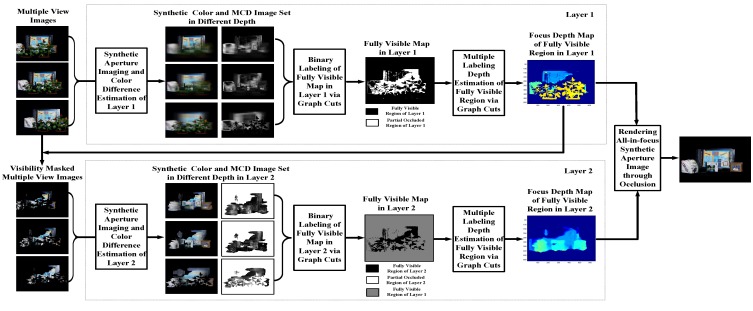 Multiple View
Images
Synthetic
Aperture
Imaging and
Color
Difference
Estimation of
Layer 1
Synthetic Color and MCD Image Set
in Different Depth
Binary
Labeling of
Fully Visible
Map in
Layer 1 via
Graph Cuts
Fully Visible Map
in Layer 1
Fully Visible
Region of Layer 1
Partial Occluded
Region of Layer 1
Multiple
Labeling
Depth
Estimation of
Fully Visible
Region via
Graph Cuts
Layer 1
Focus Depth Map
of Fully Visible
Region in Layer 1
Rendering
All-in-focus
Synthetic
Aperture
Image
through
Occlusion
Visibility Masked
Multiple View Images
Synthetic
Aperture
Imaging and
Color
Difference
Estimation of
Layer 2
Synthetic Color and MCD Image Set
in Different Depth in Layer 2
Binary
Labeling of
Fully Visible
Map in
Layer 2 via
Graph Cuts
Fully Visible Map
in Layer 2
Fully Visible
Region of Layer 2
Partial Occluded
Region of Layer 2
Fully Visible
Region of Layer 1
Multiple
Labeling
Depth
Estimation of
Fully Visible
Region via
Graph Cuts
Layer 2
Focus Depth Map
of Fully Visible
Region in Layer 2